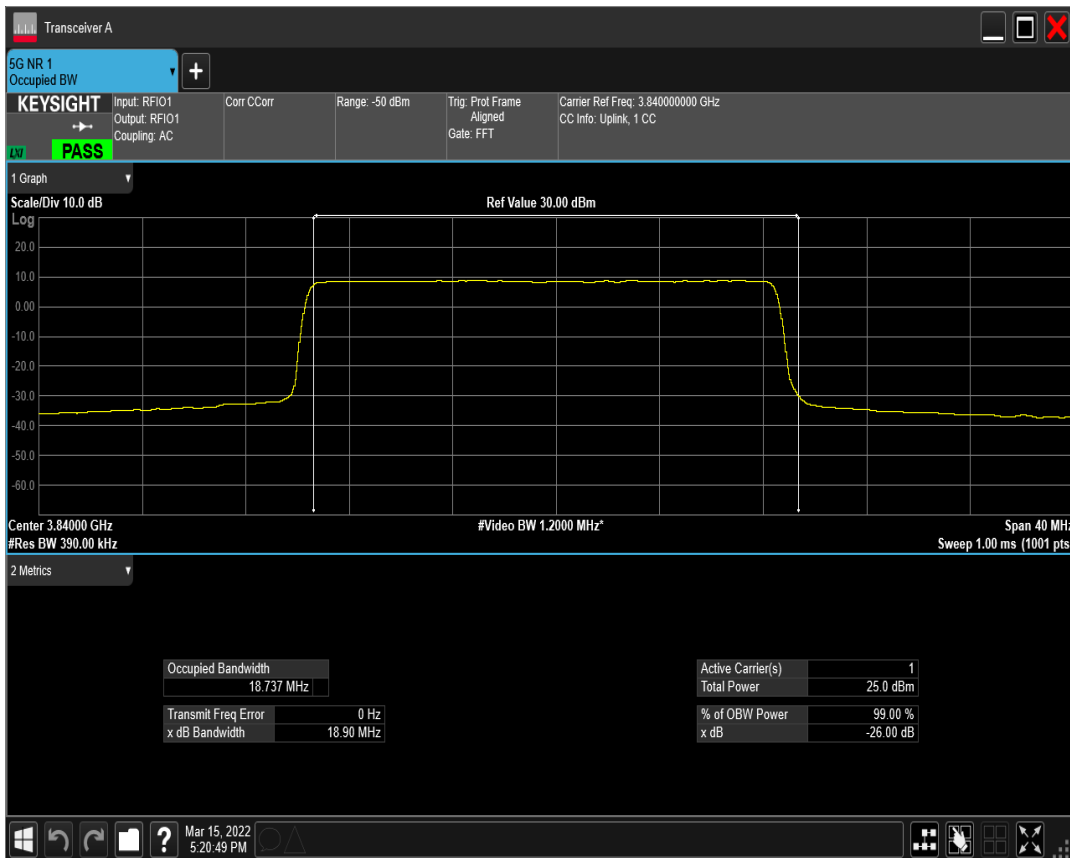 Transceiver A
5G NR 1
Occupied BW
+
KEYSIGHT
LXI
PASS
Input: RFIO1
Output: RFIO1
Coupling: AC
Corr CCorr
Range: -50 dBm
Trig: Prot Frame
Aligned
Gate: FFT
Carrier Ref Freq: 3.840000000 GHz
CC Info: Uplink, 1 CC
1 Graph
Scale/Div 10.0 dB
Ref Value 30.00 dBm
Log
20.0
10.0
0.00
-10.0
-20.0
-30.0
-40.0
-50.0
-60.0
Center 3.84000 GHz
#Video BW 1.2000 MHz*
Span 40 MHz
#Res BW 390.00 kHz
Sweep 1.00 ms (1001 pts
2 Metrics
Occupied Bandwidth
18.737 MHz
Transmit Freq Error 0 Hz
x dB Bandwidth 18.90 MHz
Active Carrier(s) 1
Total Power 25.0 dBm
% of OBW Power 99.00 %
x dB -26.00 dB
?
Mar 15, 2022
5:20:49 PM